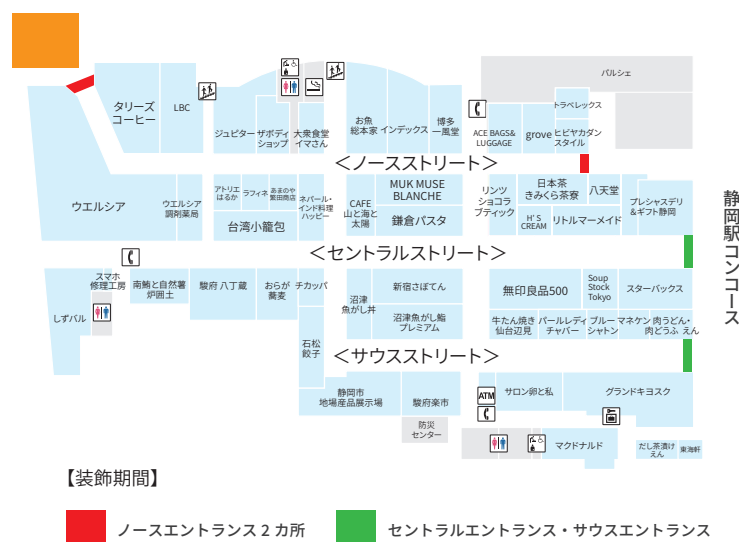 パルシェ
タリーズ
コーヒー
LBC
ジュピター
ザボディ
ショップ
大衆食堂
イマさん
お魚
総本家
インデックス
博多
一風堂
ACE BAGS&
LUGGAGE
grove
トラベレックス
ヒビヤカダン
スタイル
＜ノースストリート＞
ウエルシア
ウエルシア
調剤薬局
アトリエ
はるか
ラフィネ
あまのや
繁田商店
台湾小籠包
ネパール・
インド料理
ハッピー
CAFE
山と海と
太陽
MUK MUSE
BLANCHE
鎌倉パスタ
リンツ
ショコラ
ブティック
日本茶
きみくら茶寮
八天堂
H'S
CREAM
リトルマーメイド
プレシャスデリ
&ギフト静岡
静岡駅コンコース
＜セントラルストリート＞
しずバル
スマホ
修理工房
南鮪と自然薯
炉囲土
駿府 八丁蔵
おらが
蕎麦
チカッパ
石松
餃子
沼津
魚がし丼
新宿さぼてん
沼津魚がし鮨
プレミアム
無印良品500
Soup
Stock
Tokyo
スターバックス
牛たん焼き
仙台辺見
パールレディ
チャバー
ブルー
シャトン
マネケン
肉うどん・
肉どうふ えん
＜サウスストリート＞
静岡市
地場産品展示場
駿府楽市
防災
センター
ATM
サロン卵と私
グランドキヨスク
マクドナルド
だし茶漬け
えん
東海軒
【装飾期間】
ノースエントランス 2 カ所
セントラルエントランス・サウスエントランス